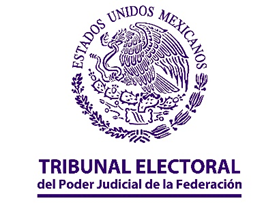 ESTADOS UNIDOS MEXICANOS
TRIBUNAL ELECTORAL
del Poder Judicial de la Federación